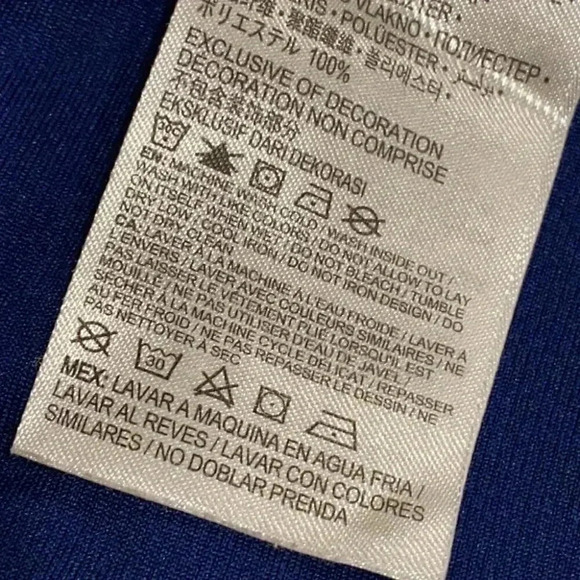 VLAKNO • ПОЛИЕСТЕР •
POLUESTER •
ポリエステル 100%
EXCLUSIVE OF DECORATION
DECORATION NON COMPRISE
不包含装饰部分
EKSKLUSIF DARI DEKORASI
EN: MACHINE WASH COLD / WASH INSIDE OUT /
WASH WITH LIKE COLORS / DO NOT ALLOW TO LAY
ON ITSELF WHEN WET / DO NOT BLEACH / TUMBLE
DRY LOW / COOL IRON / DO NOT IRON DESIGN / DO
NOT DRY CLEAN
CA: LAVER À LA MACHINE À L'EAU FROIDE / LAVER À
L'ENVERS / LAVER AVEC COULEURS SIMILAIRES / NE
PAS LAISSER LE VÊTEMENT PLIÉ LORSQU'IL EST
MOUILLÉ / NE PAS UTILISER D'EAU DE JAVEL /
SÉCHER À LA MACHINE CYCLE DÉLICAT / REPASSER
AU FER FROID / NE PAS REPASSER LE DESSIN / NE
PAS NETTOYER À SEC
30
MEX: LAVAR A MAQUINA EN AGUA FRIA /
LAVAR AL REVES / LAVAR CON COLORES
SIMILARES / NO DOBLAR PRENDA